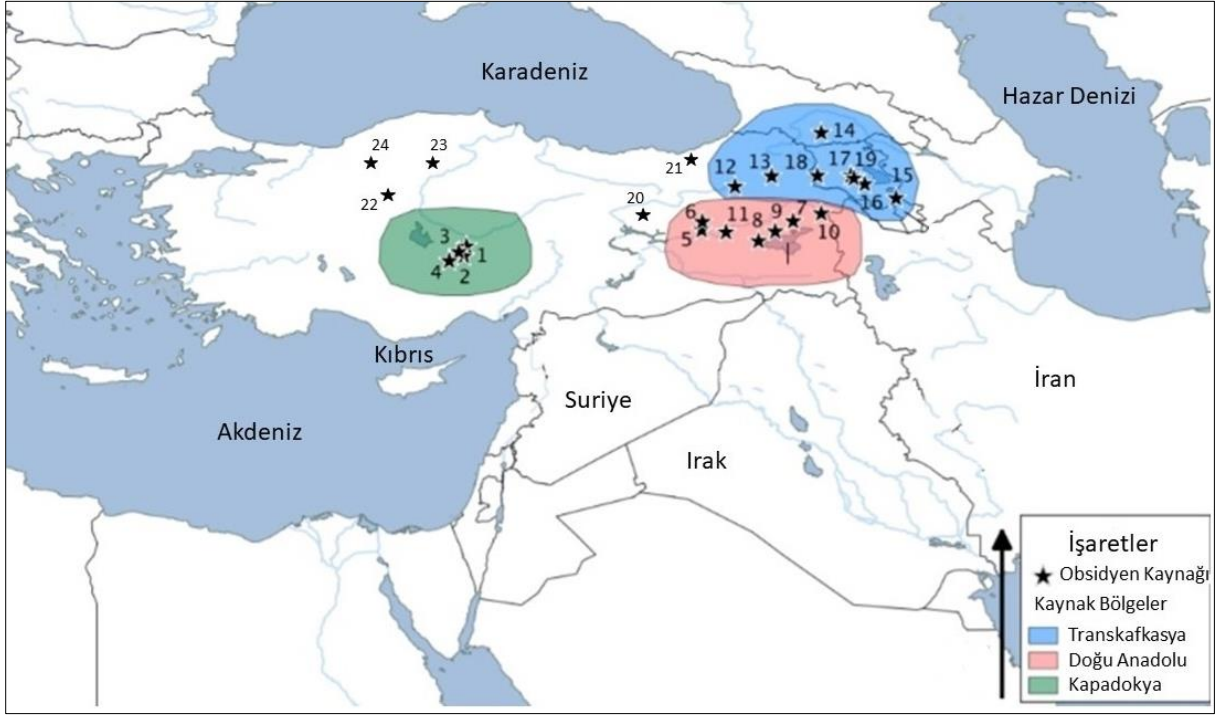 Karadeniz
Hazar Denizi
14
24
23
21
12
13
18
17
19
15
16
22
20
6
5
11
8
9
7
10
3
1
4
2
Kıbrıs
Suriye
İran
Akdeniz
Irak
İşaretler
Obsidyen Kaynağı
Kaynak Bölgeler
Transkafkasya
Doğu Anadolu
Kapadokya